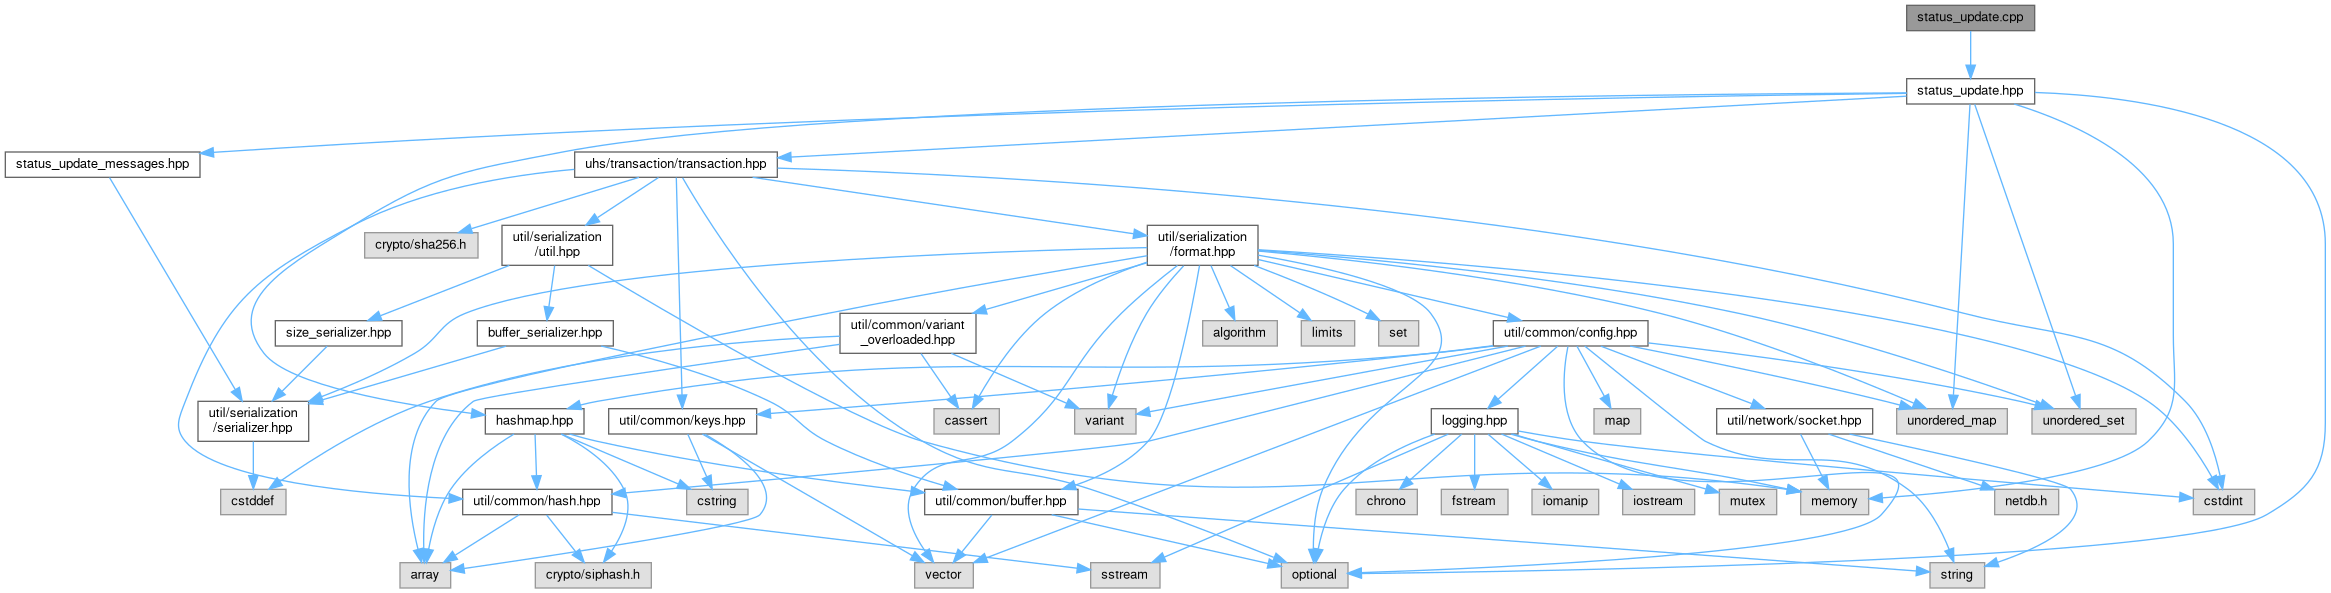 status_update.cpp
status_update.hpp
status_update_messages.hpp
uhs/transaction/transaction.hpp
crypto/sha256.h
util/serialization
/util.hpp
util/serialization
/format.hpp
size_serializer.hpp
buffer_serializer.hpp
util/common/variant
_overloaded.hpp
algorithm
limits
set
util/common/config.hpp
util/serialization
/serializer.hpp
hashmap.hpp
util/common/keys.hpp
cassert
variant
logging.hpp
map
util/network/socket.hpp
unordered_map
unordered_set
cstddef
util/common/hash.hpp
cstring
util/common/buffer.hpp
chrono
fstream
iomanip
iostream
mutex
memory
netdb.h
cstdint
array
crypto/siphash.h
vector
sstream
optional
string